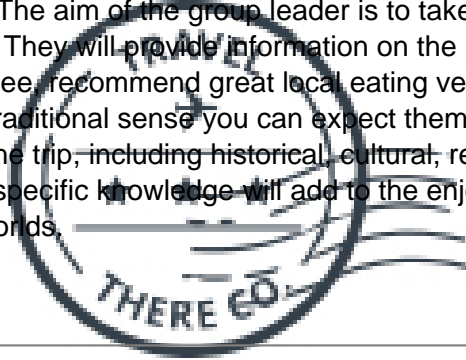 The aim of the group leader is to take
They will provide information on the
ee, recommend great local eating ve
raditional sense you can expect them
ne trip, including historical, cultural, re
specific knowledge will add to the enj
orlds.
TRAVEL
THERE CO.